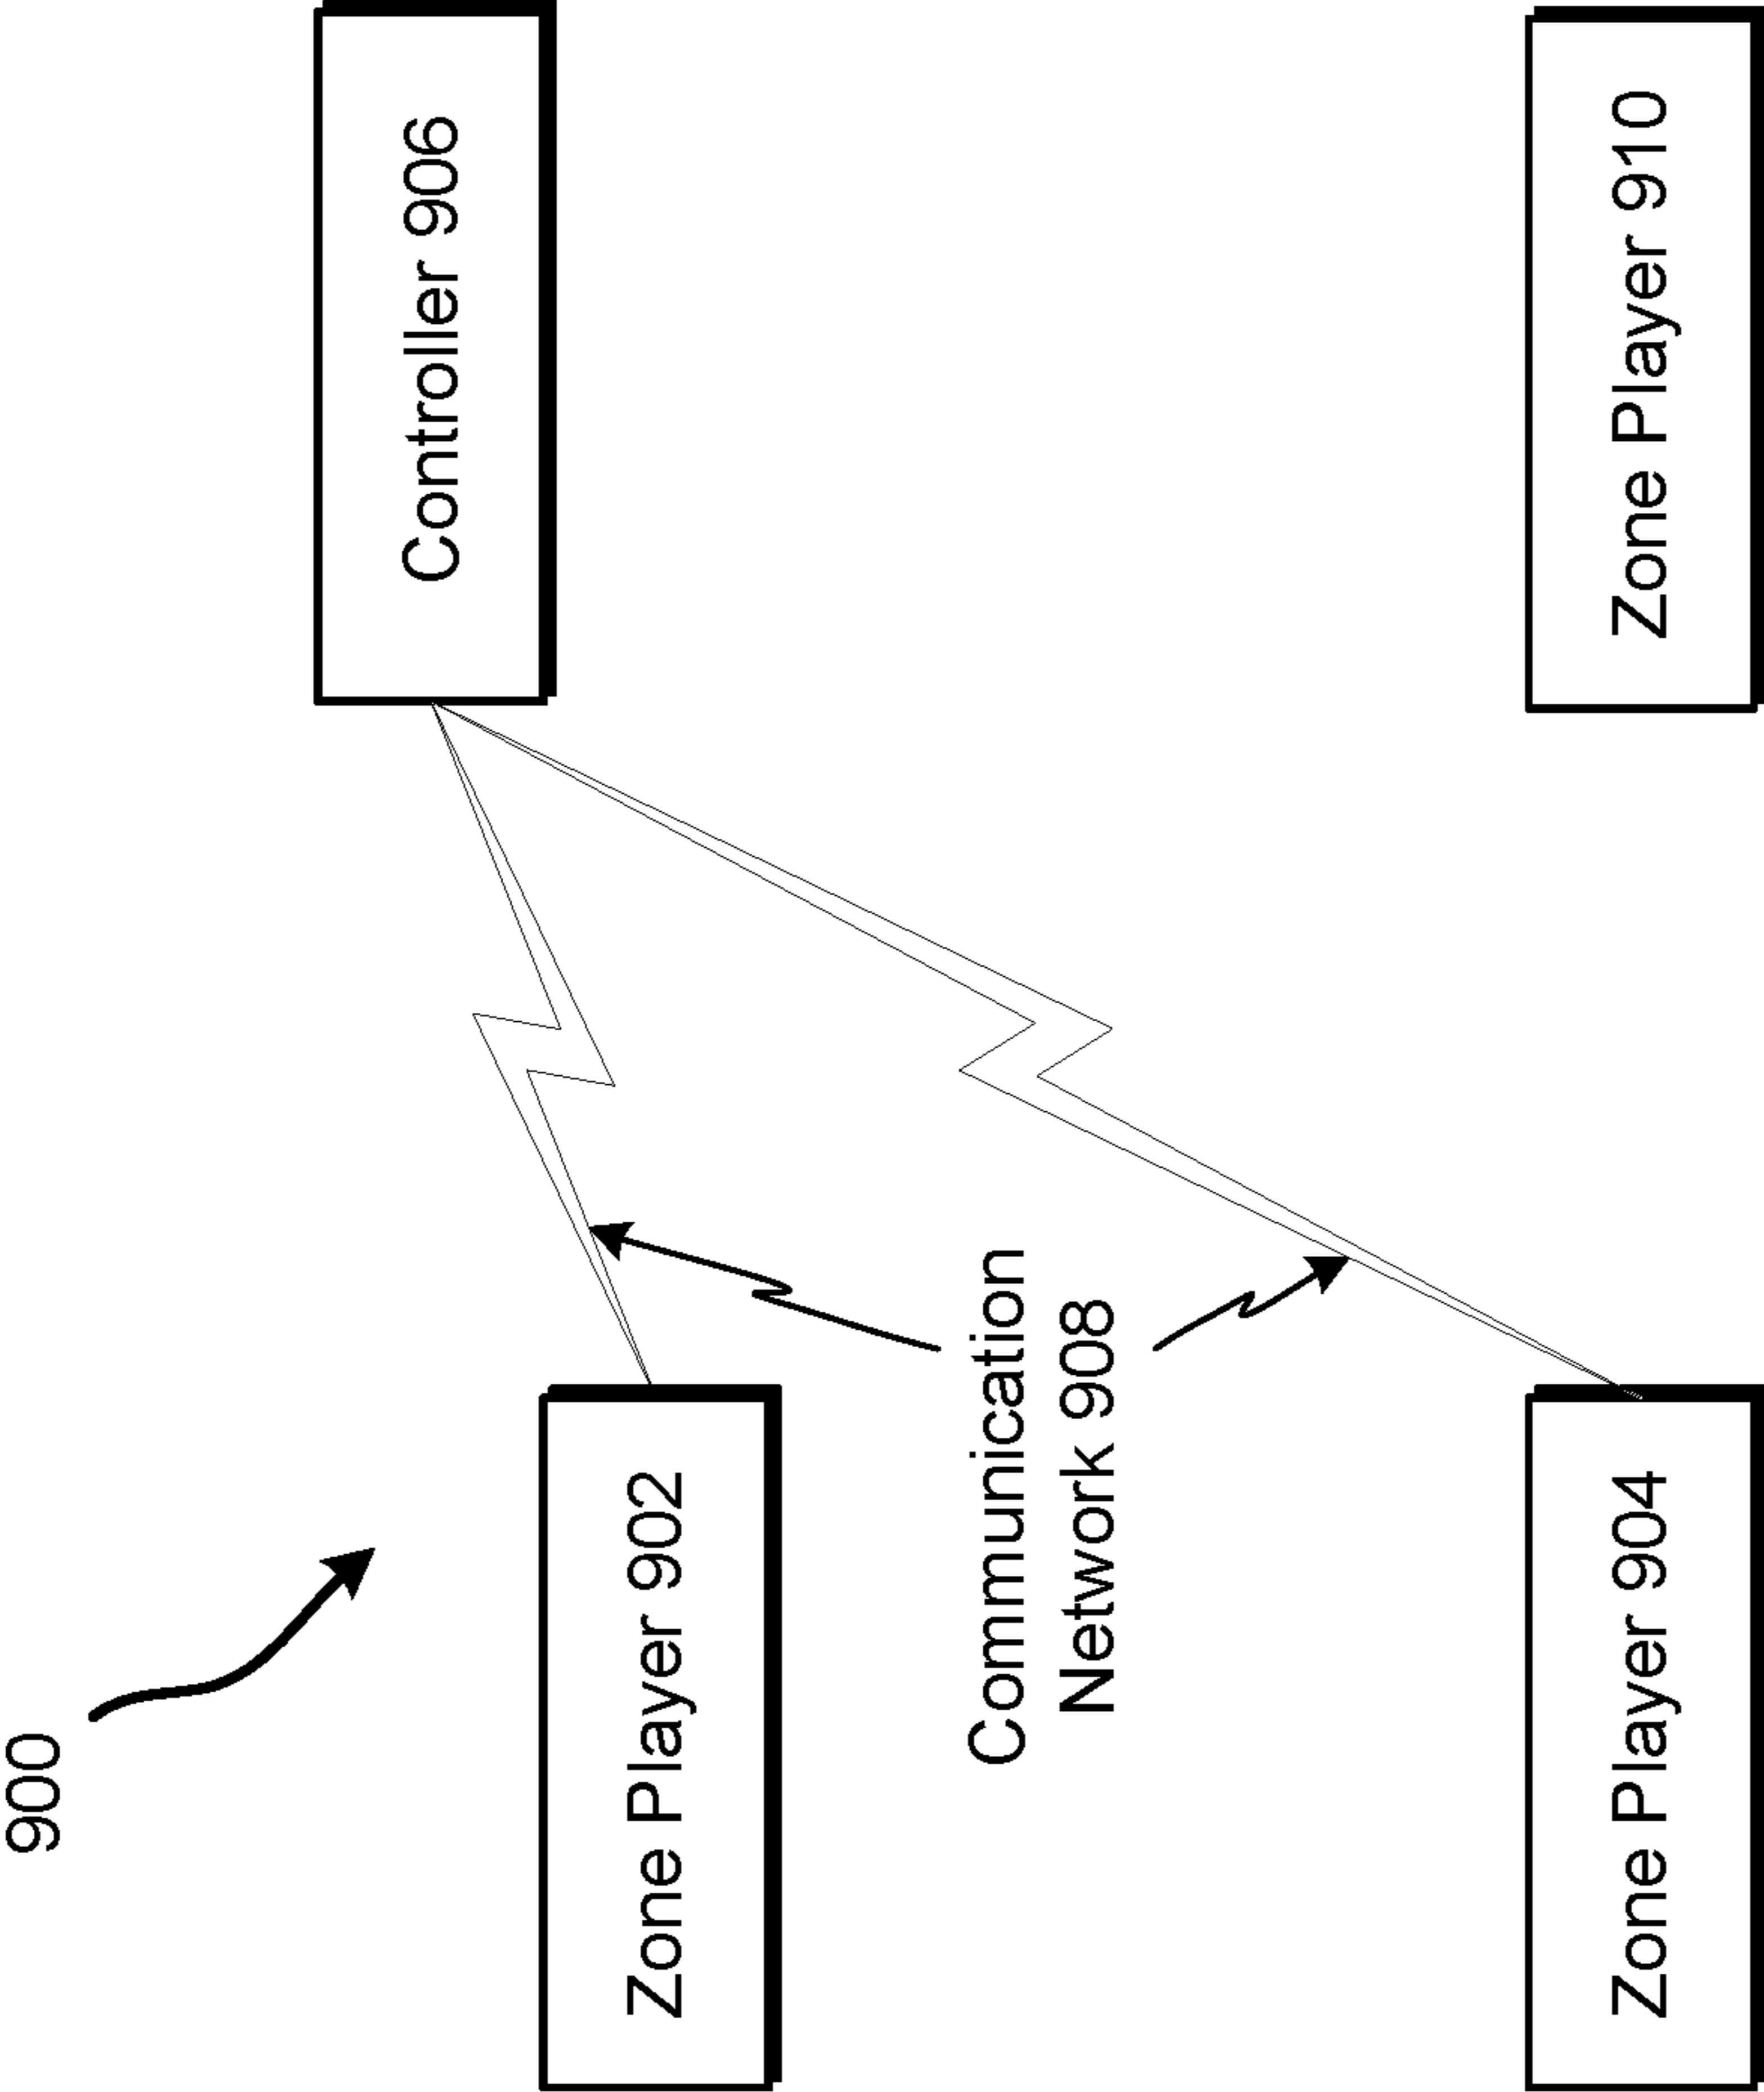 900
Zone Player 902
Controller 906
Communication
Network 908
Zone Player 904
Zone Player 910